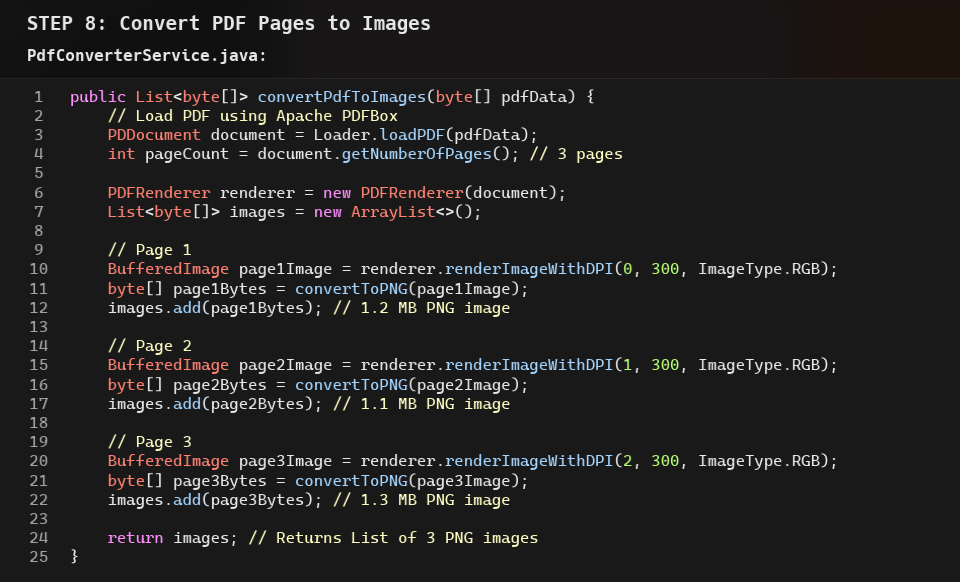 STEP 8: Convert PDF Pages to Images
PdfConverterService.java:
1 public List<byte[]> convertPdfToImages(byte[] pdfData) {
2     // Load PDF using Apache PDFBox
3     PDDocument document = Loader.loadPDF(pdfData);
4     int pageCount = document.getNumberOfPages(); // 3 pages
5
6     PDFRenderer renderer = new PDFRenderer(document);
7     List<byte[]> images = new ArrayList<>();
8
9     // Page 1
10     BufferedImage page1Image = renderer.renderImageWithDPI(0, 300, ImageType.RGB);
11     byte[] page1Bytes = convertToPNG(page1Image);
12     images.add(page1Bytes); // 1.2 MB PNG image
13
14     // Page 2
15     BufferedImage page2Image = renderer.renderImageWithDPI(1, 300, ImageType.RGB);
16     byte[] page2Bytes = convertToPNG(page2Image);
17     images.add(page2Bytes); // 1.1 MB PNG image
18
19     // Page 3
20     BufferedImage page3Image = renderer.renderImageWithDPI(2, 300, ImageType.RGB);
21     byte[] page3Bytes = convertToPNG(page3Image);
22     images.add(page3Bytes); // 1.3 MB PNG image
23
24     return images; // Returns List of 3 PNG images
25 }